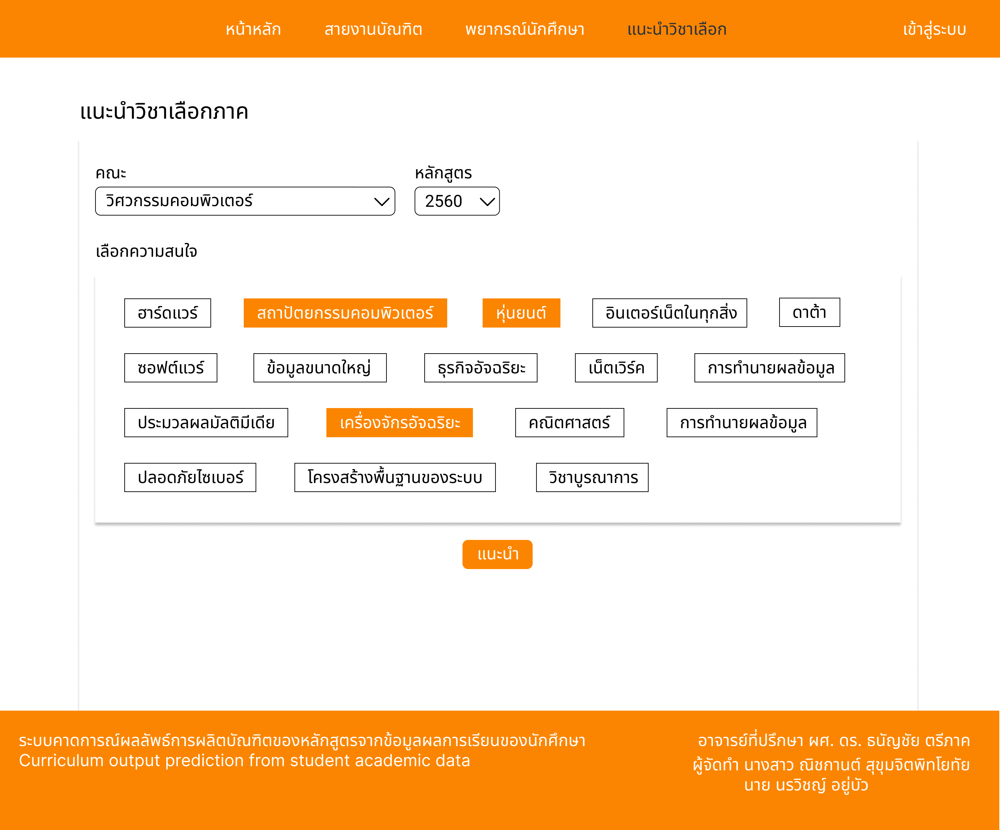 หน้าหลัก สายงานบัณฑิต พยากรณ์นักศึกษา แนะนำวิชาเลือก เข้าสู่ระบบ
แนะนำวิชาเลือกภาค
คณะ หลักสูตร
วิศวกรรมคอมพิวเตอร์ 2560
เลือกความสนใจ
ฮาร์ดแวร์ สถาปัตยกรรมคอมพิวเตอร์ หุ่นยนต์ อินเตอร์เน็ตในทุกสิ่ง ดาต้า
ซอฟต์แวร์ ข้อมูลขนาดใหญ่ ธุรกิจอัจฉริยะ เน็ตเวิร์ค การทำนายผลข้อมูล
ประมวลผลมัลติมีเดีย เครื่องจักรอัจฉริยะ คณิตศาสตร์ การทำนายผลข้อมูล
ปลอดภัยไซเบอร์ โครงสร้างพื้นฐานของระบบ วิชาบูรณาการ
แนะนำ
ระบบคาดการณ์ผลลัพธ์การผลิตบัณฑิตของหลักสูตรจากข้อมูลผลการเรียนของนักศึกษา
Curriculum output prediction from student academic data
อาจารย์ที่ปรึกษา ผศ. ดร. ธนัญชัย ตรีภาค
ผู้จัดทำ นางสาว ณิชกานต์ สุขุมจิตพิทโยทัย
นาย นรวิชญ์ อยู่บัว